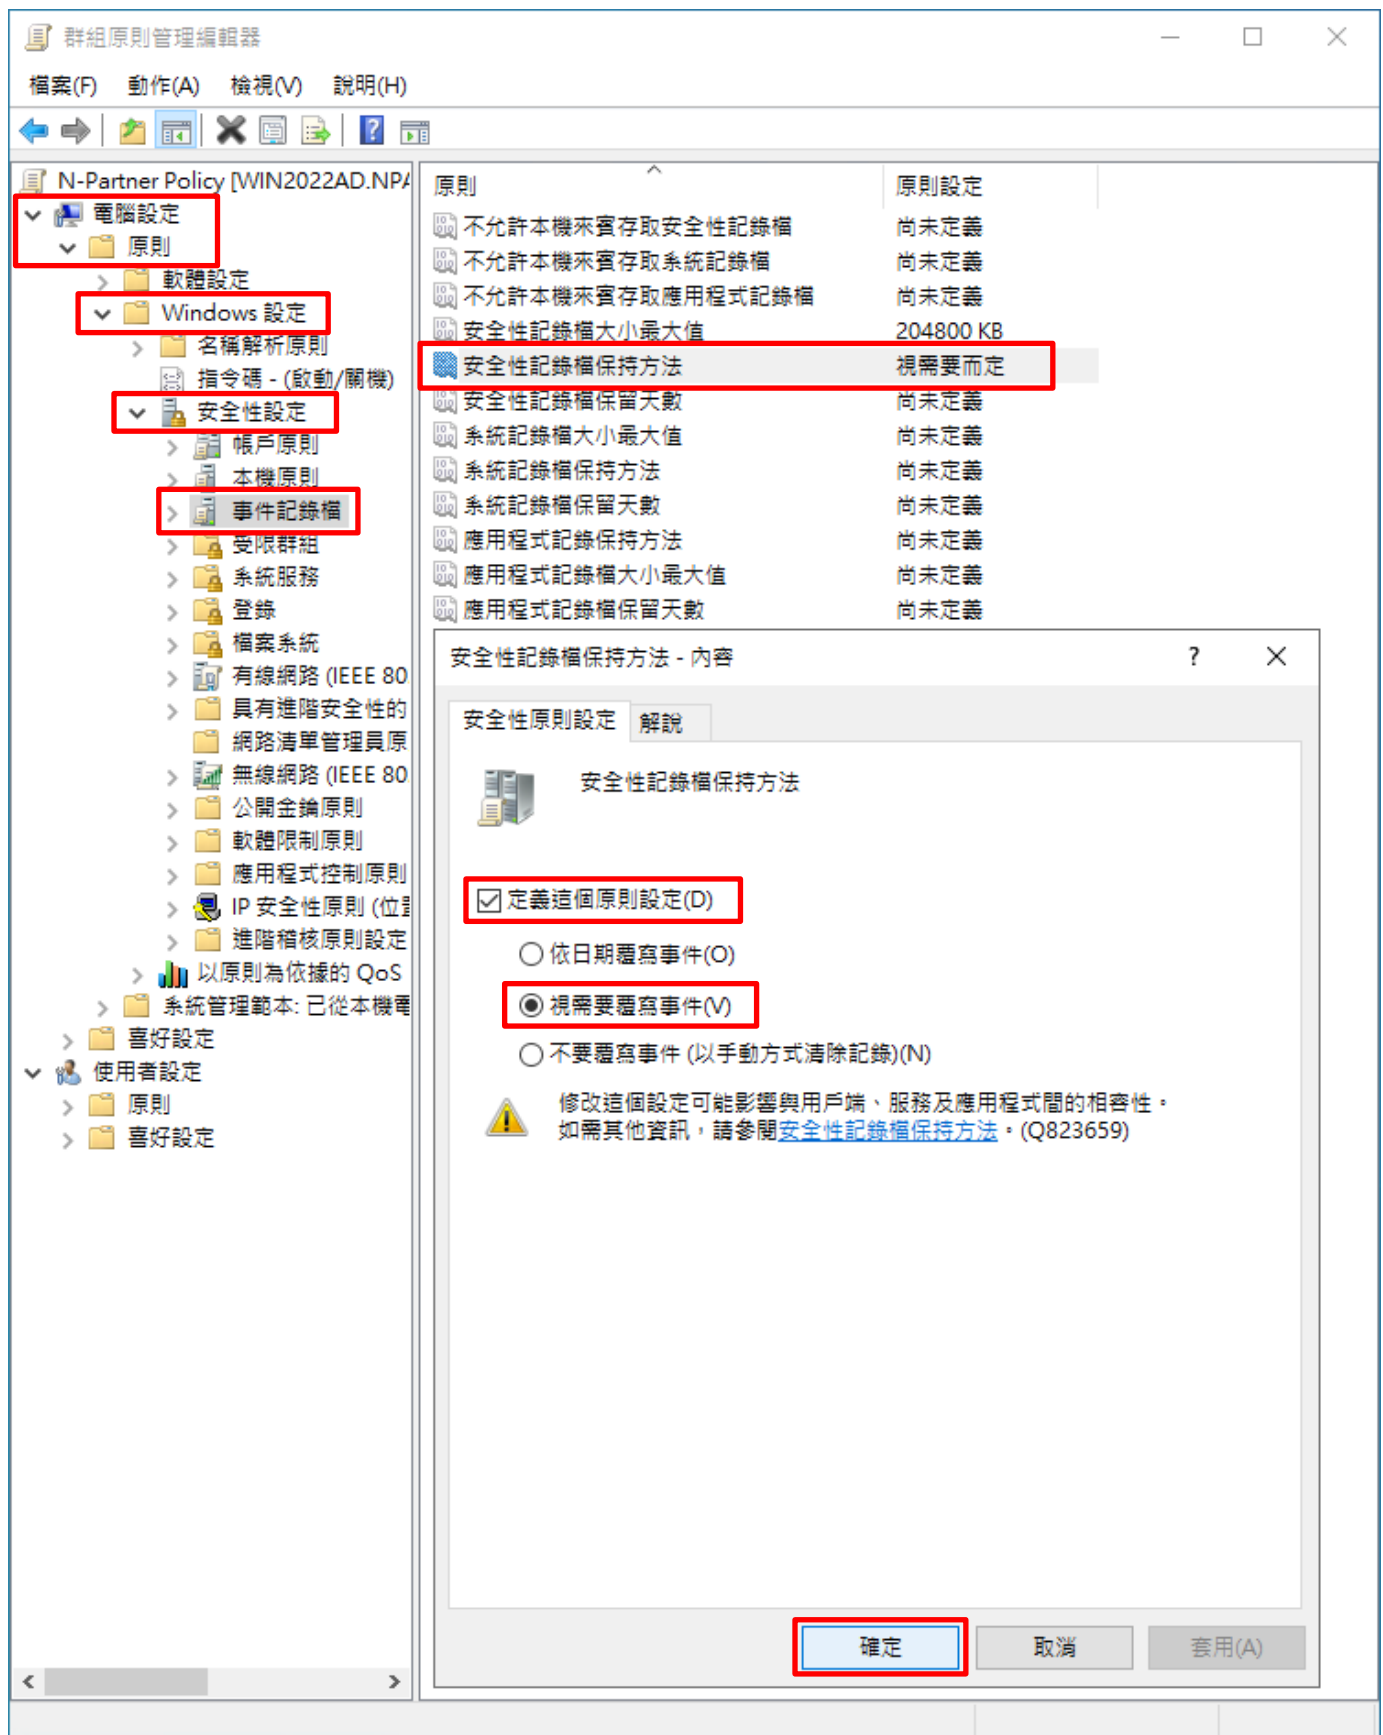 群組原則管理編輯器
檔案(F) 動作(A) 檢視(V) 說明(H)
N-Partner Policy [WIN2022AD.NPA
電腦設定
原則
軟體設定
Windows 設定
名稱解析原則
指令碼 - (啟動/關機)
安全性設定
帳戶原則
本機原則
事件記錄檔
受限群組
系統服務
登錄
檔案系統
有線網路 (IEEE 80
具有進階安全性的
網路清單管理員原
無線網路 (IEEE 80
公開金鑰原則
軟體限制原則
應用程式控制原則
IP 安全性原則 (位置
進階稽核原則設定
以原則為依據的 QoS
系統管理範本: 已從本機電
喜好設定
使用者設定
原則
喜好設定
原則 原則設定
不允許本機來賓存取安全性記錄檔 尚未定義
不允許本機來賓存取系統記錄檔 尚未定義
不允許本機來賓存取應用程式記錄檔 尚未定義
安全性記錄檔大小最大值 204800 KB
安全性記錄檔保持方法 視需要而定
安全性記錄檔保留天數 尚未定義
系統記錄檔大小最大值 尚未定義
系統記錄檔保持方法 尚未定義
系統記錄檔保留天數 尚未定義
應用程式記錄保持方法 尚未定義
應用程式記錄檔大小最大值 尚未定義
應用程式記錄檔保留天數 尚未定義
安全性記錄檔保持方法 - 內容 ?
安全性原則設定 解說
安全性記錄檔保持方法
定義這個原則設定(D)
依日期覆寫事件(O)
視需要覆寫事件(V)
不要覆寫事件 (以手動方式清除記錄)(N)
修改這個設定可能影響與用戶端、服務及應用程式間的相容性。
如需其他資訊，請參閱安全性記錄檔保持方法。(Q823659)
確定 取消 套用(A)